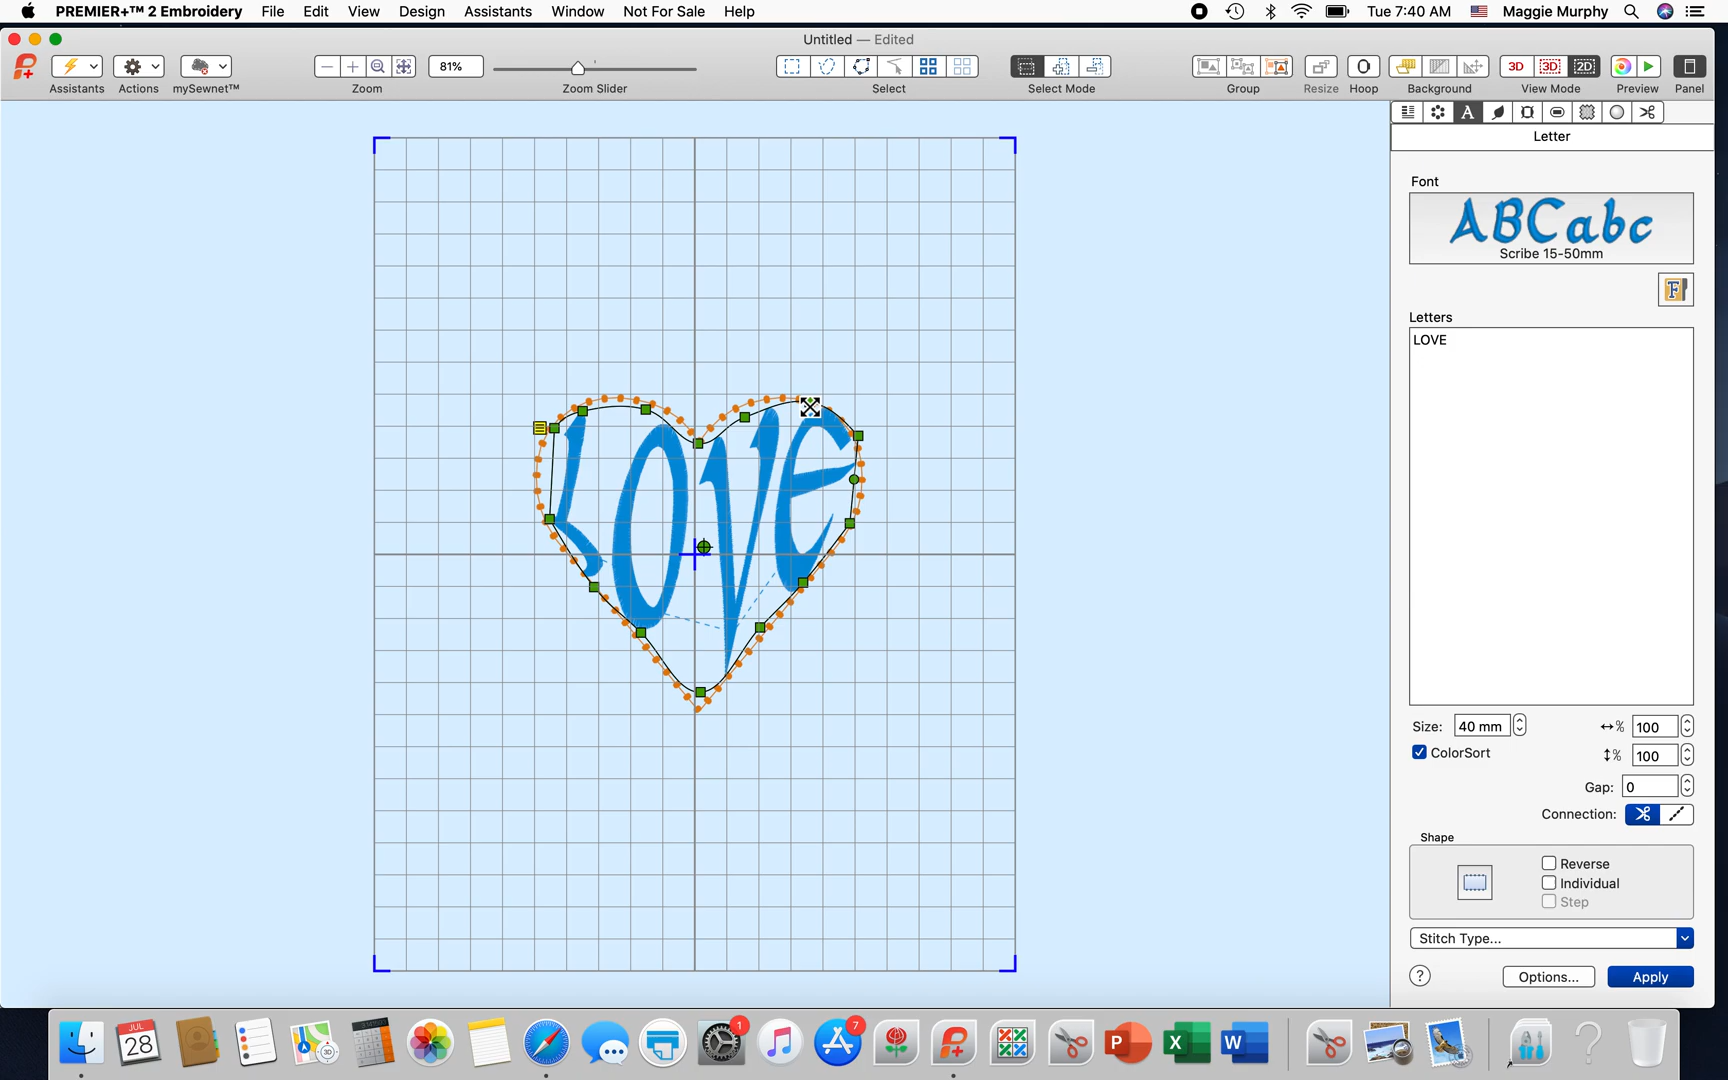 PREMIER+™ 2 Embroidery File Edit View Design Assistants Window Not For Sale Help Tue 7:40 AM Maggie Murphy
Untitled — Edited
81%
3D 3D 2D
Assistants Actions mySewnet™ Zoom Zoom Slider Select Select Mode Group Resize Hoop Background View Mode Preview Panel
A
Letter
Font
ABCabc
Scribe 15-50mm
F
Letters
LOVE
LOVE
Size: 40 mm ↔% 100
ColorSort ↕% 100
Gap: 0
Connection:
Shape
Reverse
Individual
Step
Stitch Type...
? Options... Apply
JUL
28
3D
1
7
P
X
W
?